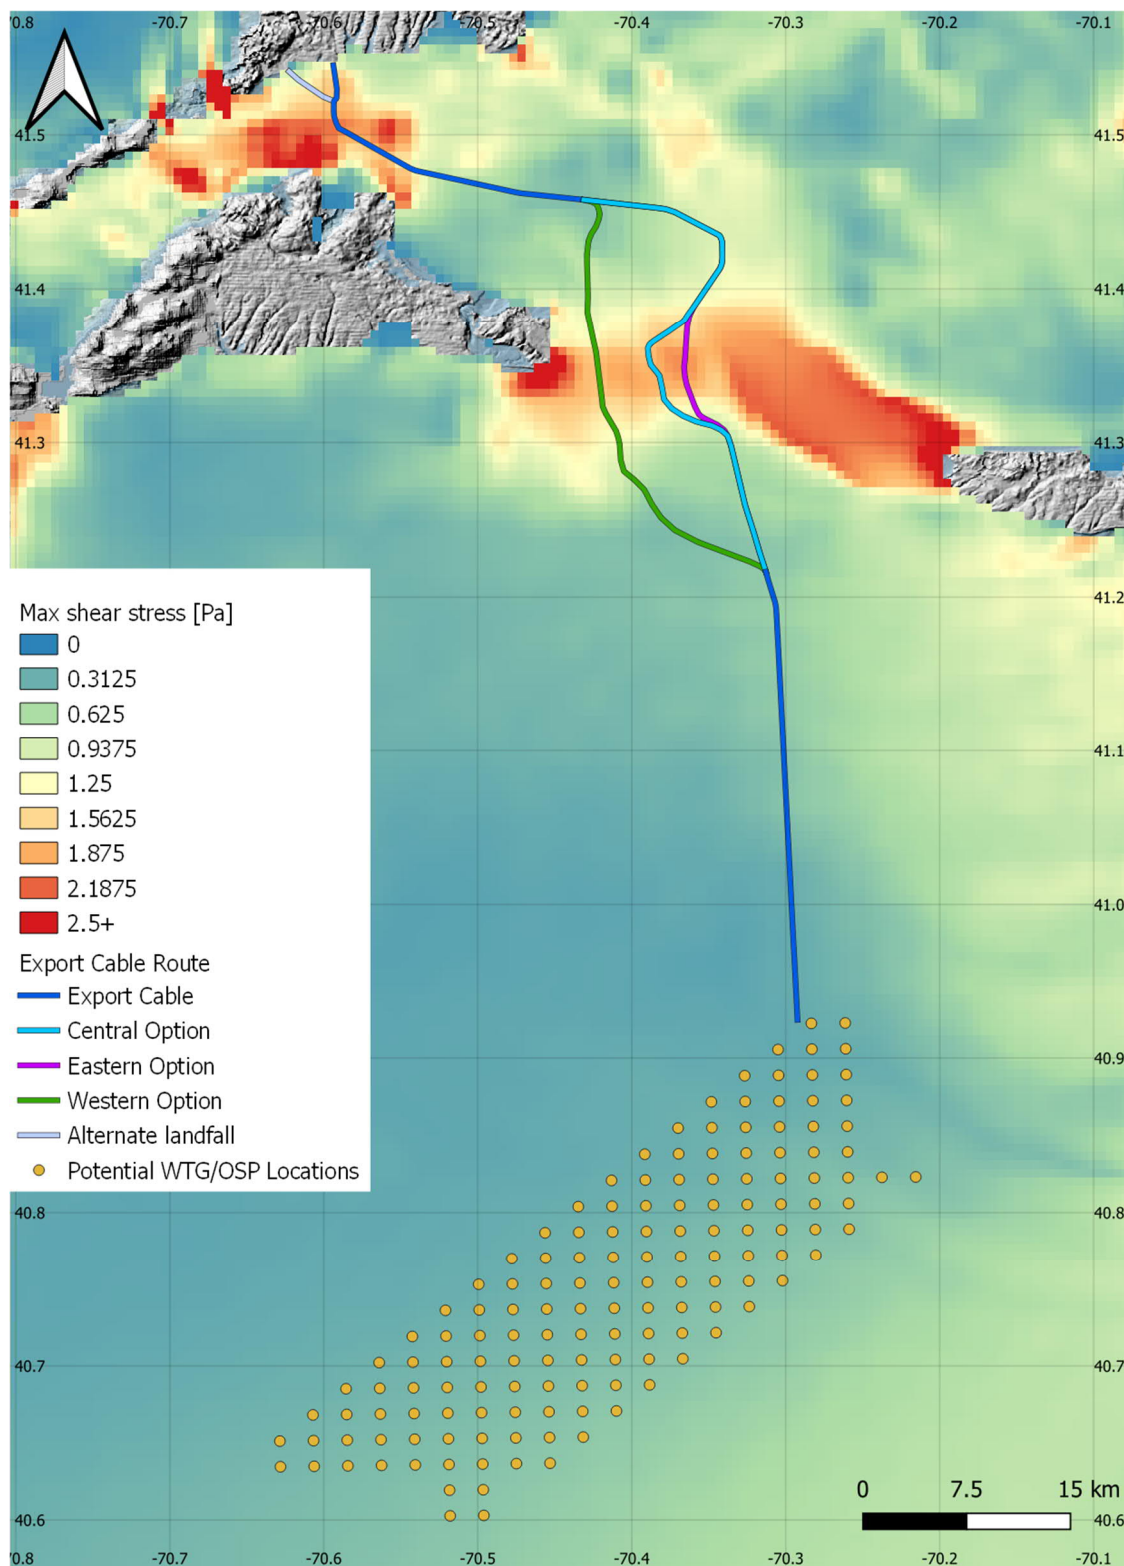 0.8 -70.7 -70.6 -70.5 -70.4 -70.3 -70.2 -70.1
41.5 41.5
41.4 41.4
41.3 41.3
41.2
Max shear stress [Pa]
0
0.3125
0.625
0.9375
41.1
1.25
1.5625
1.875
41.0
2.1875
2.5+
Export Cable Route
Export Cable
Central Option
40.9
Eastern Option
Western Option
Alternate landfall
Potential WTG/OSP Locations
40.8 40.8
40.7 40.7
0 7.5 15 km
40.6 40.6
0.8 -70.7 -70.6 -70.5 -70.4 -70.3 -70.2 -70.1